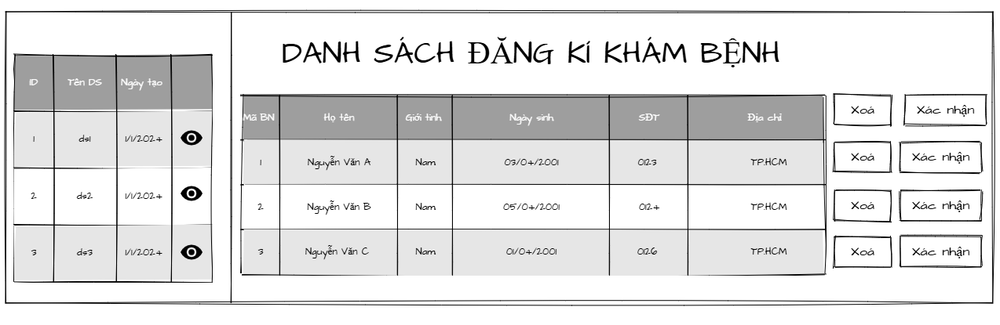 DANH SÁCH ĐĂNG KÍ KHÁM BỆNH
ID Tên DS Ngày tạo
1 ds1 1/1/2024
2 ds2 1/1/2024
3 ds3 1/1/2024
Mã BN Họ tên Giới tính Ngày sinh SĐT Địa chỉ
1 Nguyễn Văn A Nam 03/04/2001 0123 TP.HCM
2 Nguyễn Văn B Nam 05/04/2001 0124 TP.HCM
3 Nguyễn Văn C Nam 01/04/2001 0126 TP.HCM
Xoá Xác nhận
Xoá Xác nhận
Xoá Xác nhận
Xoá Xác nhận